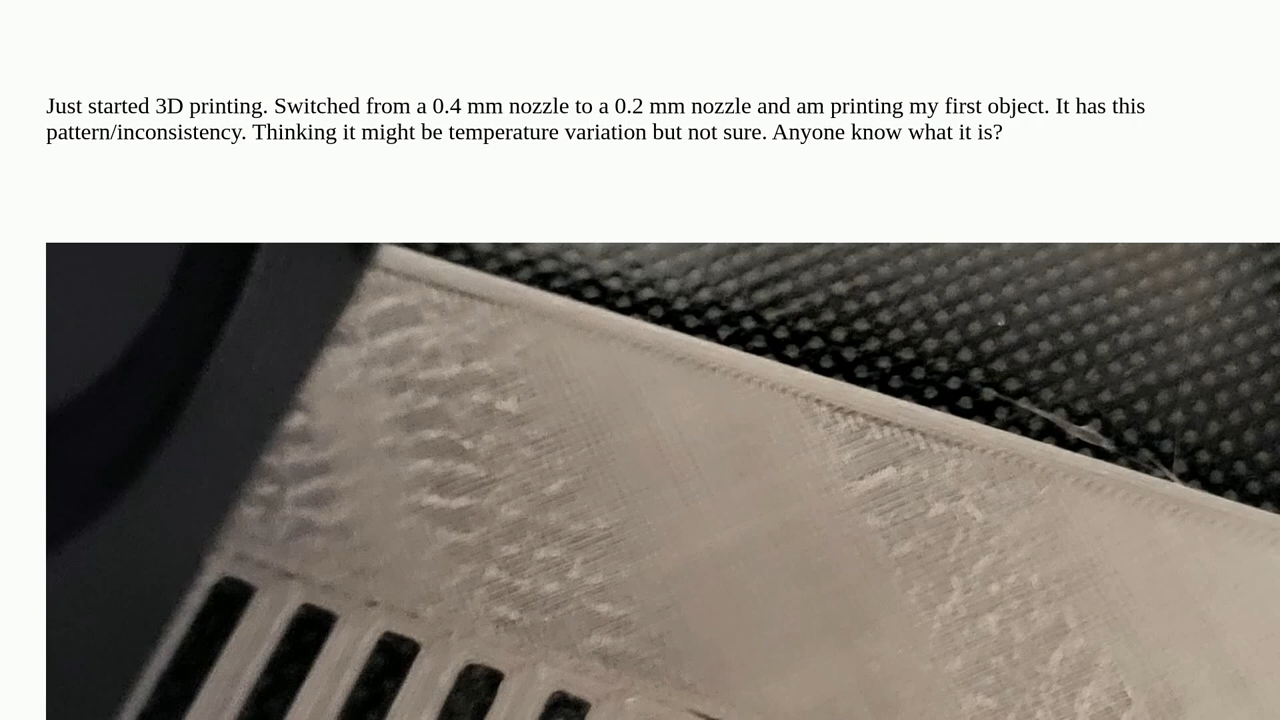 Just started 3D printing. Switched from a 0.4 mm nozzle to a 0.2 mm nozzle and am printing my first object. It has this
pattern/inconsistency. Thinking it might be temperature variation but not sure. Anyone know what it is?